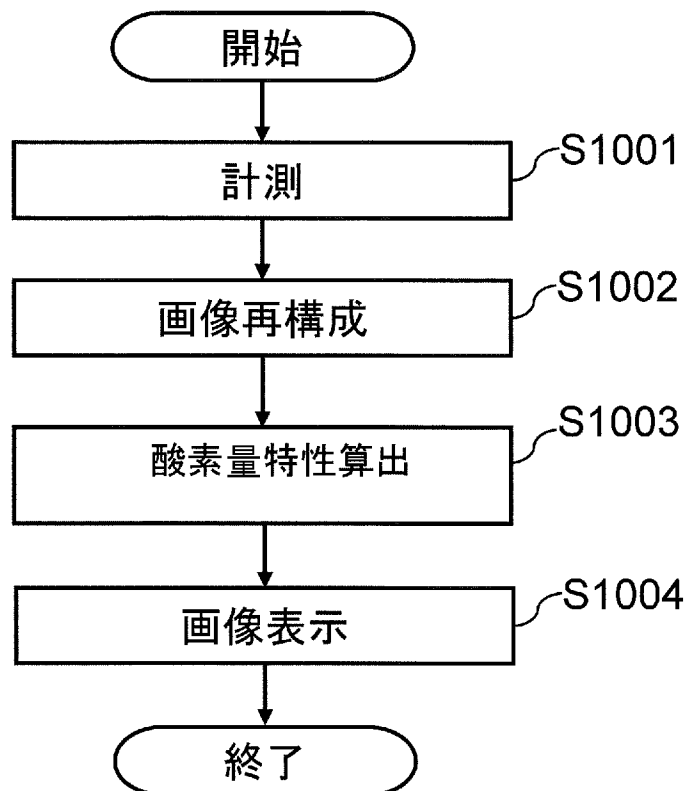 開始
S1001
計測
S1002
画像再構成
S1003
酸素量特性算出
S1004
画像表示
終了